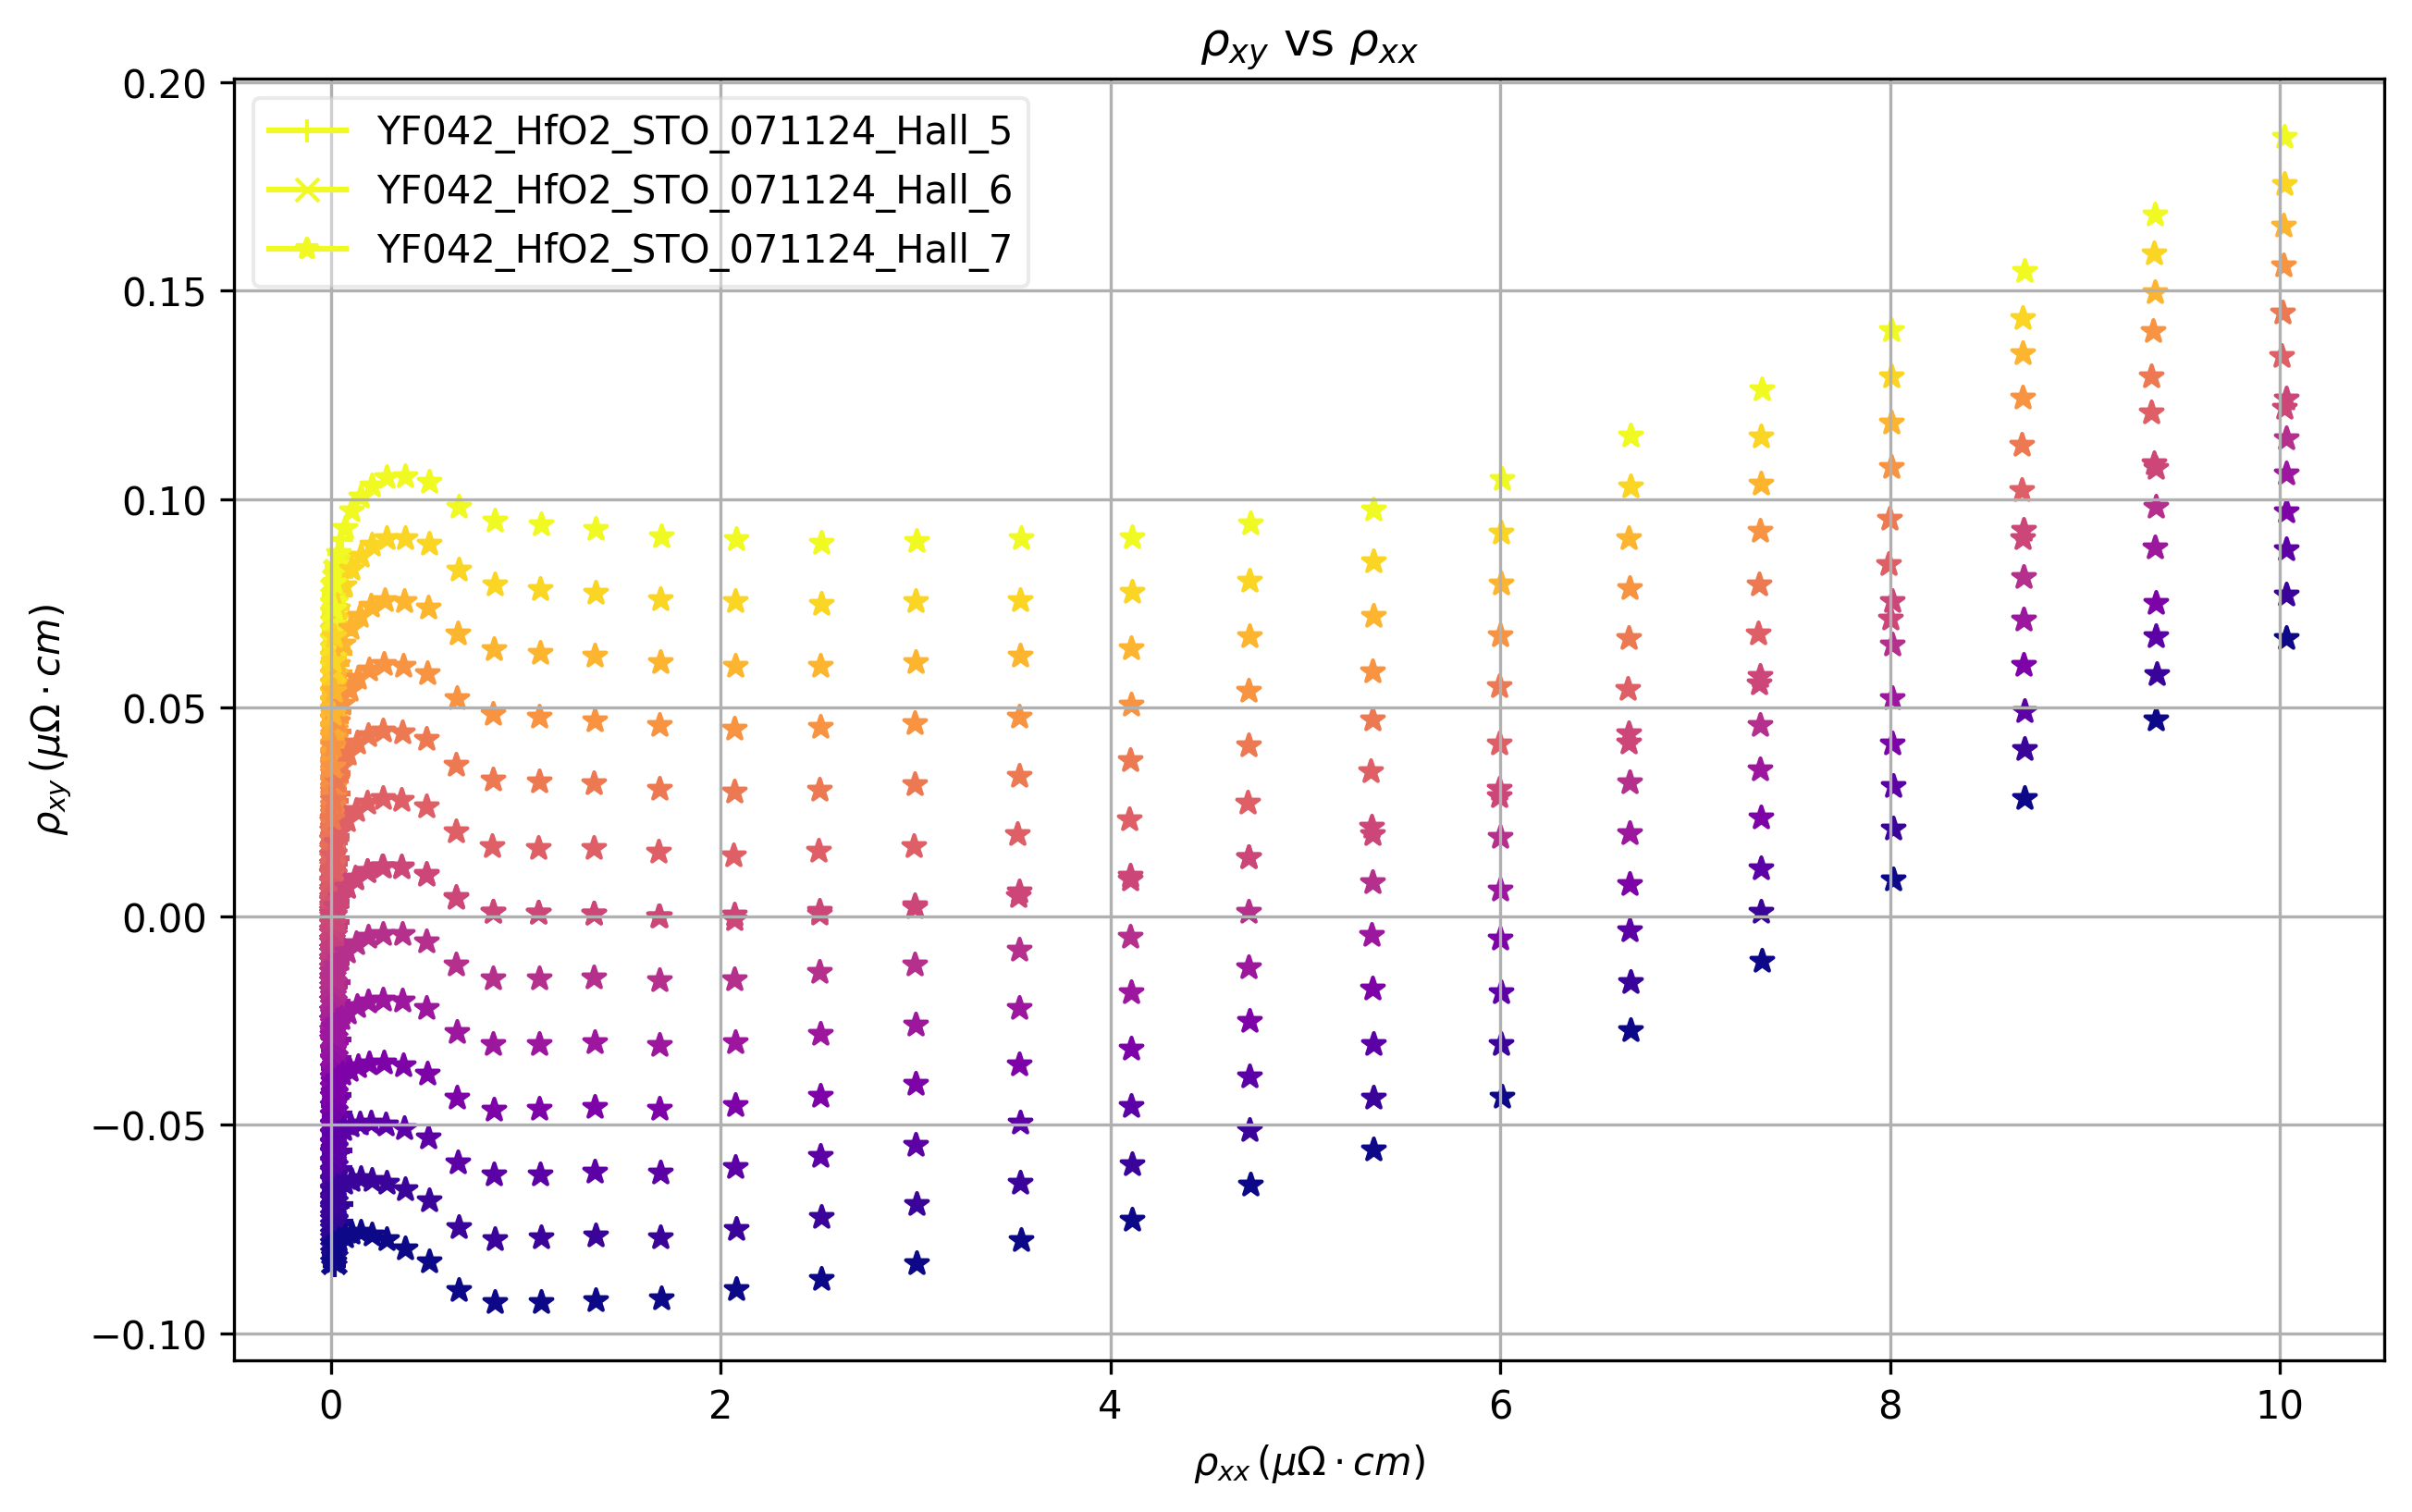 ρxy vs ρxx
YF042_HfO2_STO_071124_Hall_5
YF042_HfO2_STO_071124_Hall_6
YF042_HfO2_STO_071124_Hall_7
0.20
0.15
0.10
0.05
0.00
−0.05
−0.10
ρxy (μΩ · cm)
0 2 4 6 8 10
ρxx (μΩ · cm)